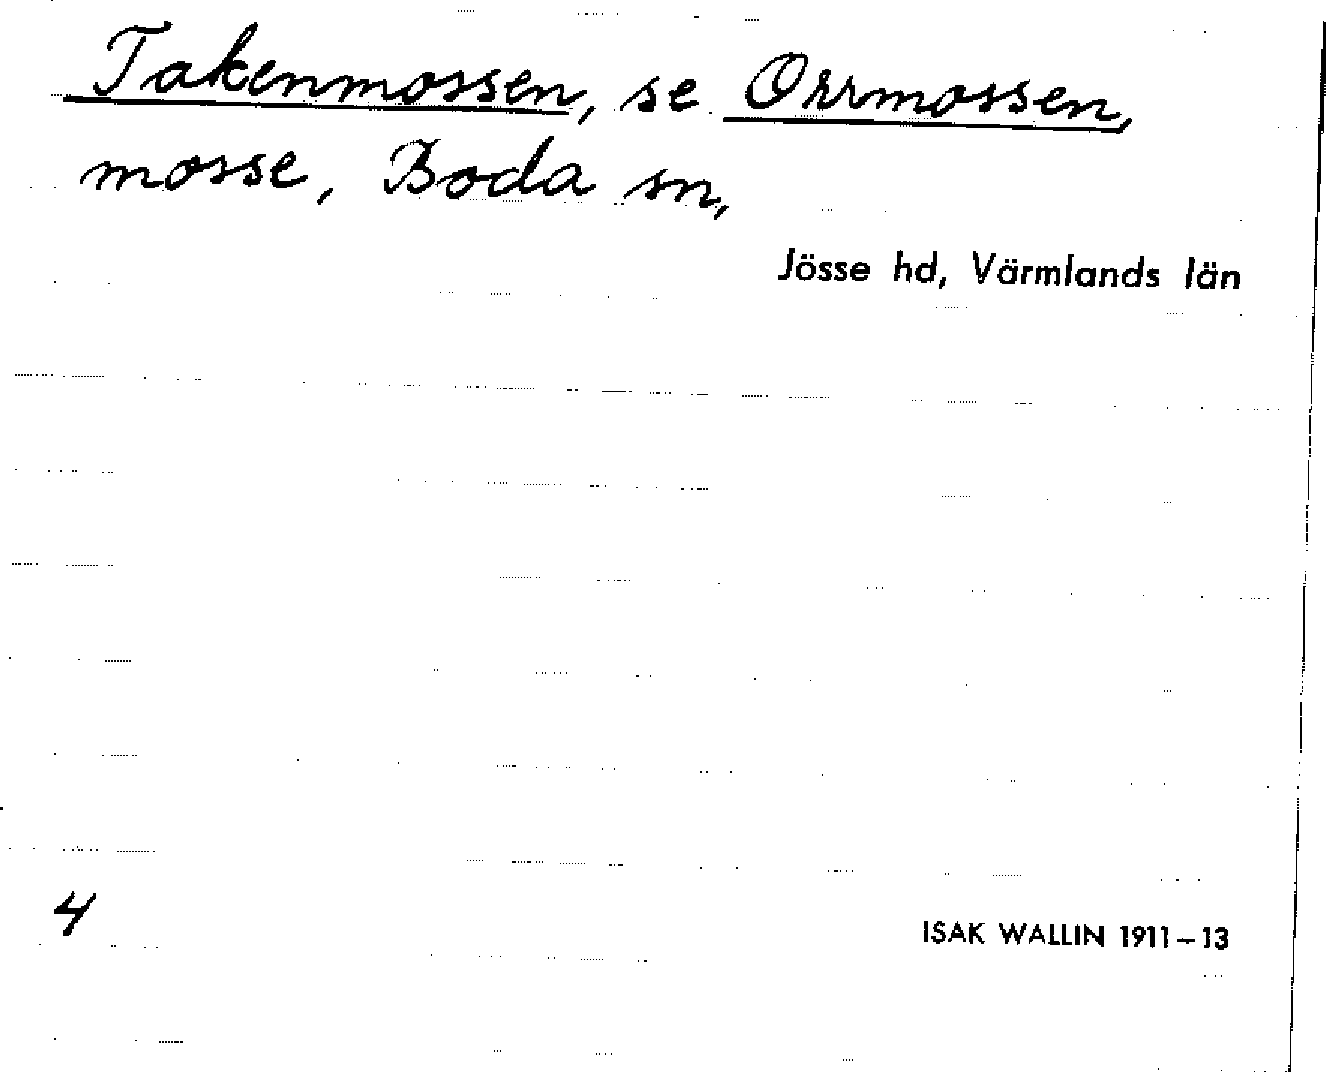 Takenmossen, se Orrmossen,
mosse, Boda sn,
Jösse hd, Värmlands län
4
ISAK WALLIN 1911–13